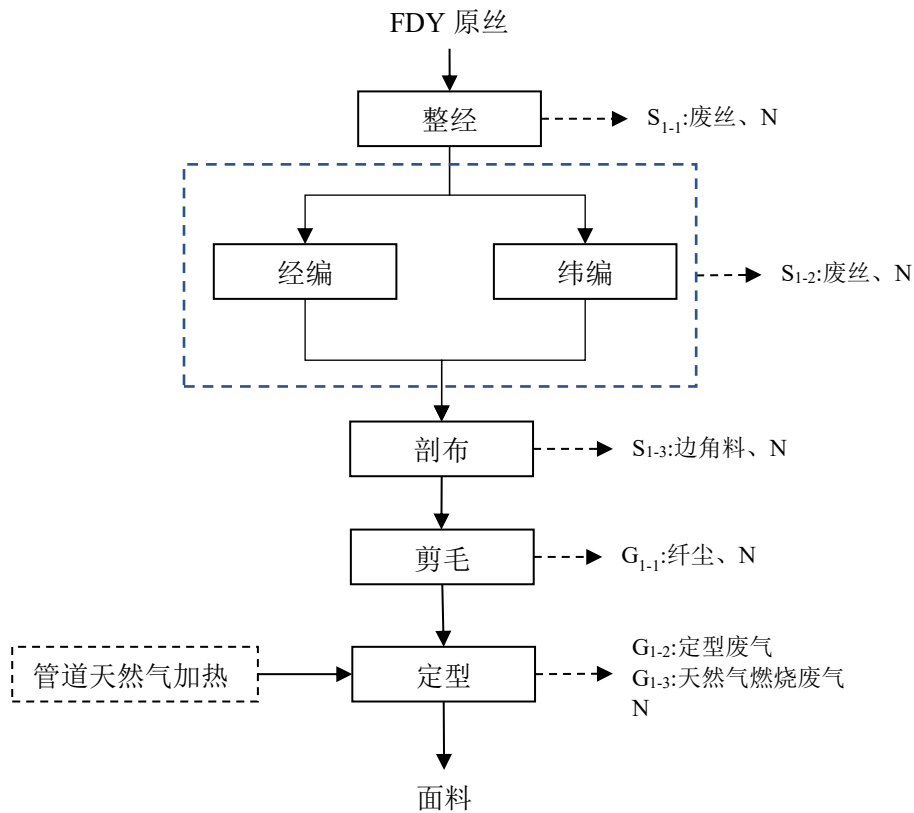 FDY 原丝
整经
S1-1:废丝、N
经编
纬编
S1-2:废丝、N
剖布
S1-3:边角料、N
剪毛
G1-1:纤尘、N
管道天然气加热
定型
G1-2:定型废气
G1-3:天然气燃烧废气
N
面料